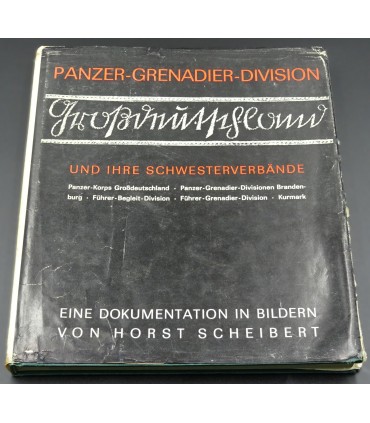 PANZER-GRENADIER-DIVISION
Großdeutschland
UND IHRE SCHWESTERVERBÄNDE
Panzer-Korps Großdeutschland · Panzer-Grenadier-Divisionen Branden-
burg · Führer-Begleit-Division · Führer-Grenadier-Division · Kurmark
EINE DOKUMENTATION IN BILDERN
VON HORST SCHEIBERT